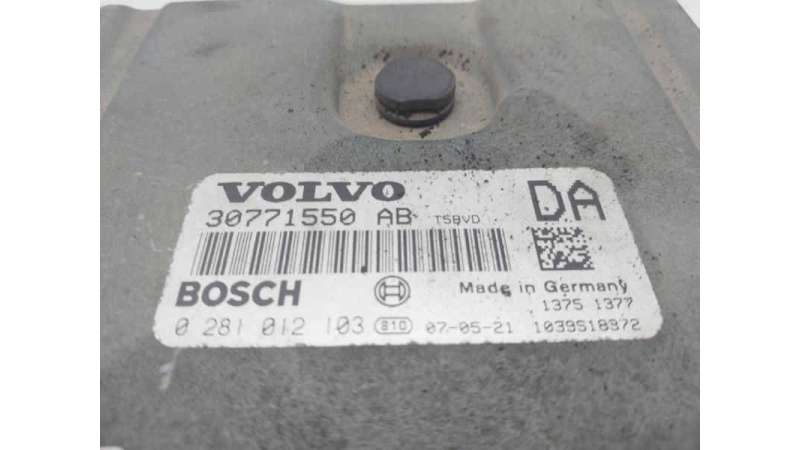 VOLVO
30771550 AB T5BVD DA
BOSCH Made in Germany
1375 1377
0 281 012 103 810 07-05-21 1039S18972